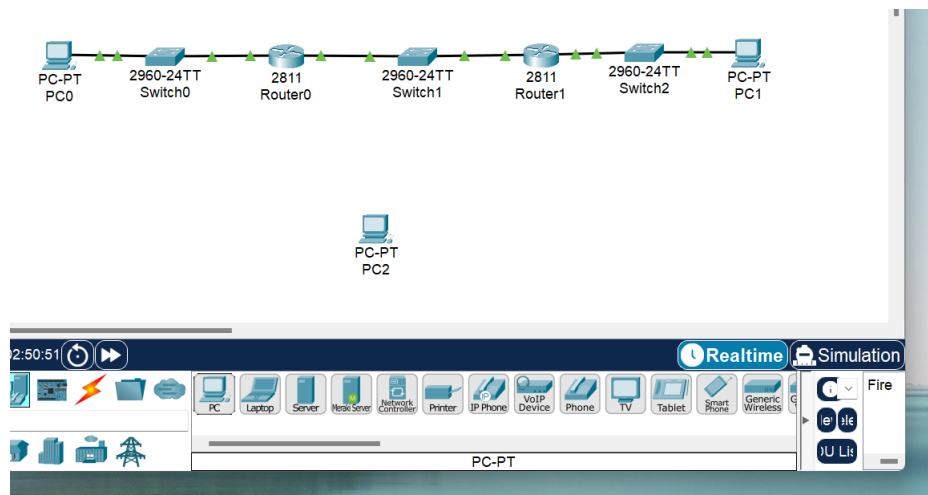 PC-PT
PC0
2960-24TT
Switch0
2811
Router0
2960-24TT
Switch1
2811
Router1
2960-24TT
Switch2
PC-PT
PC1
PC-PT
PC2
02:50:51
Realtime
Simulation
PC
Laptop
Server
Meraki Server
Network
Controller
Printer
IP Phone
VoIP
Device
Phone
TV
Tablet
Smart
Phone
Generic
Wireless
G
Fire
PC-PT